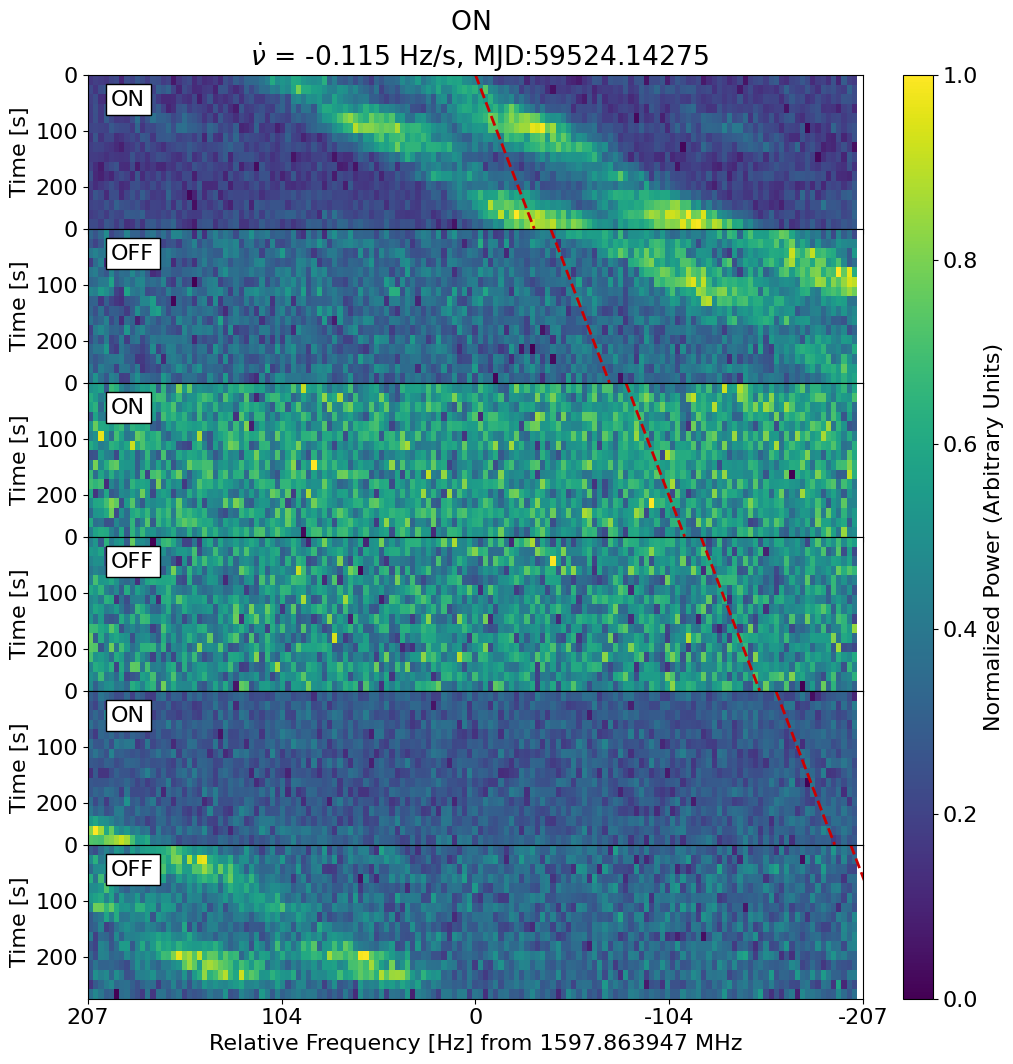 ON
ν̇ = -0.115 Hz/s, MJD:59524.14275
Time [s]
0
100
200
ON
Time [s]
0
100
200
OFF
Time [s]
0
100
200
ON
Time [s]
0
100
200
OFF
Time [s]
0
100
200
ON
Time [s]
0
100
200
OFF
207 104 0 -104 -207
Relative Frequency [Hz] from 1597.863947 MHz
1.0
0.8
0.6
0.4
0.2
0.0
Normalized Power (Arbitrary Units)